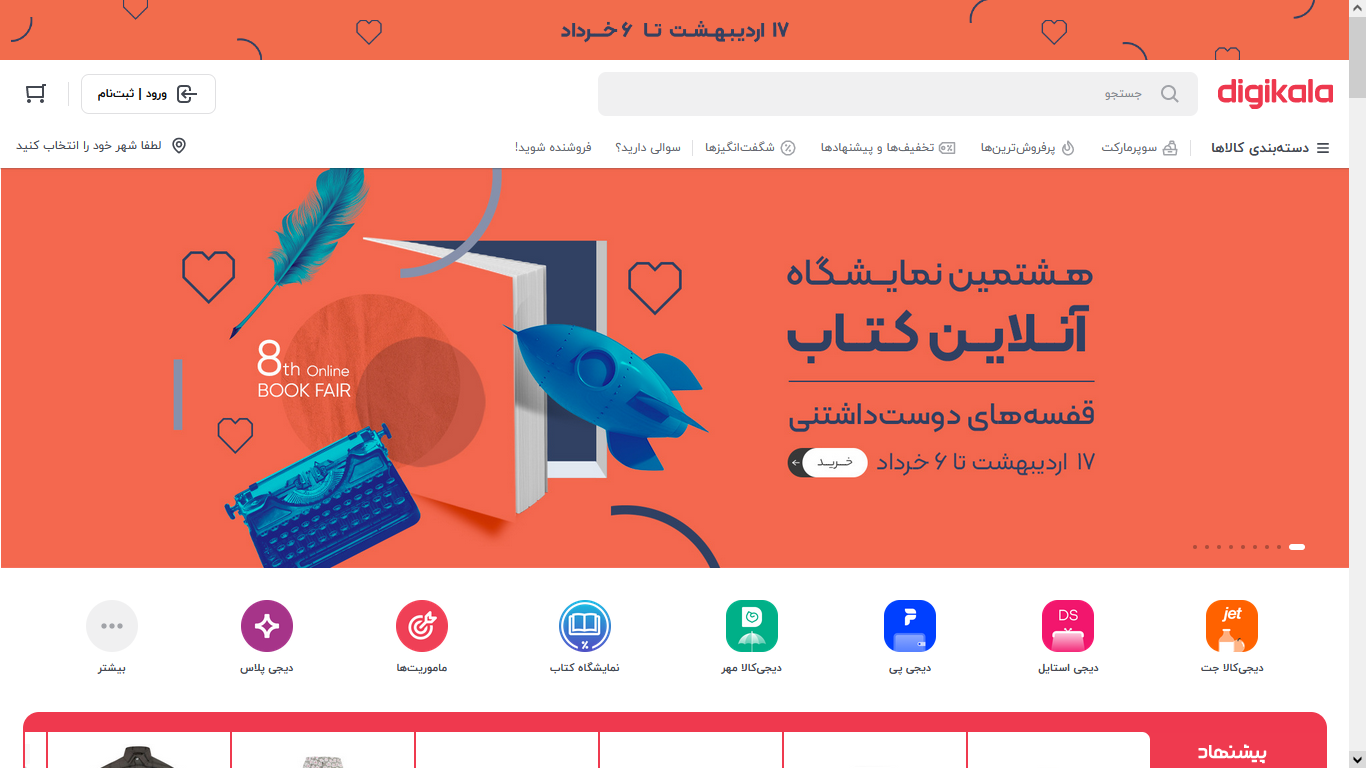 ۱۷ اردیبهشت تا ۶ خرداد
digikala
جستجو
ورود | ثبت‌نام
دسته‌بندی کالاها
سوپرمارکت
پرفروش‌ترین‌ها
تخفیف‌ها و پیشنهادها
شگفت‌انگیزها
سوالی دارید؟
فروشنده شوید!
لطفا شهر خود را انتخاب کنید
هشتمین نمایشگاه
آنلاین کتاب
قفسه‌های دوست‌داشتنی
۱۷ اردیبهشت تا ۶ خرداد
خرید
8th Online
BOOK FAIR
jet
دیجی‌کالا جت
DS
دیجی استایل
دیجی پی
دیجی‌کالا مهر
نمایشگاه کتاب
ماموریت‌ها
دیجی پلاس
بیشتر
پیشنهاد